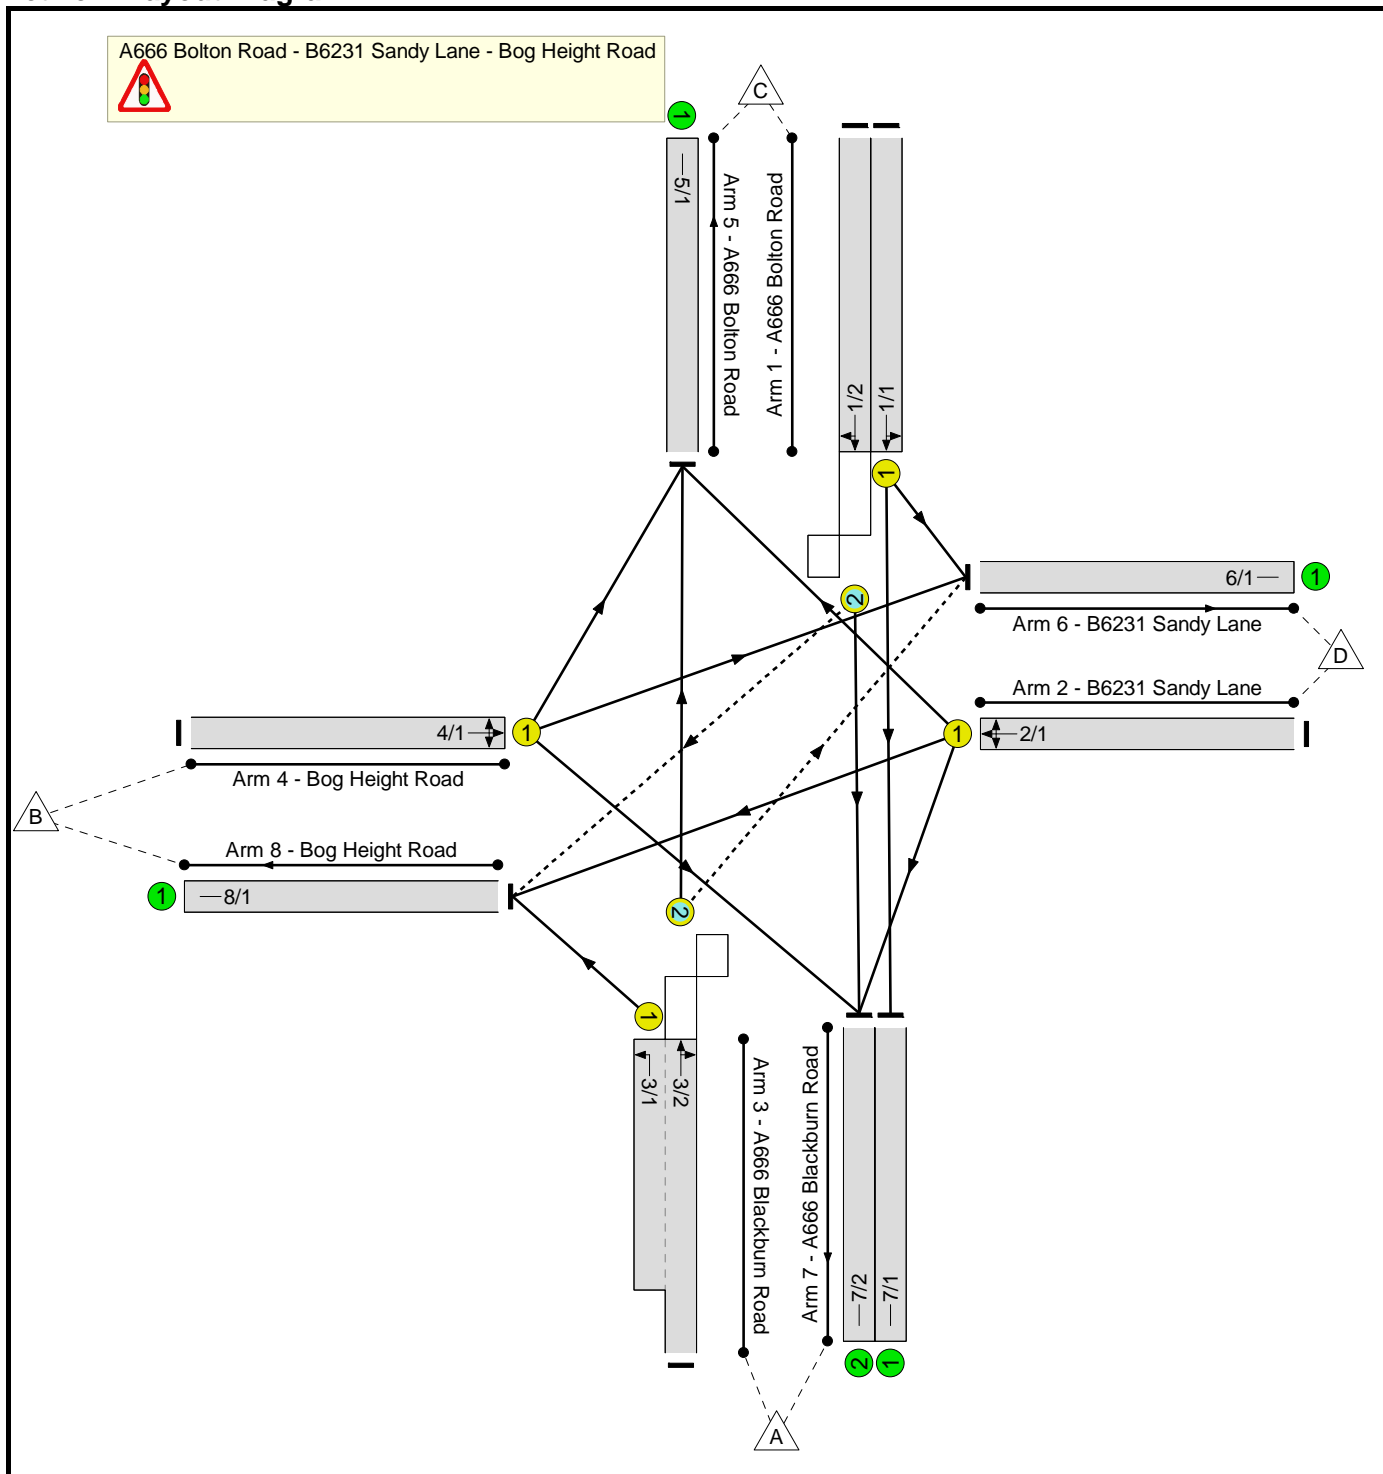 A666 Bolton Road - B6231 Sandy Lane - Bog Height Road
C
1
5/1
Arm 5 - A666 Bolton Road
Arm 1 - A666 Bolton Road
1/2
1/1
1
6/1
1
Arm 6 - B6231 Sandy Lane
2
D
Arm 2 - B6231 Sandy Lane
4/1
1
1
2/1
Arm 4 - Bog Height Road
B
Arm 8 - Bog Height Road
1
8/1
2
1
3/1
3/2
Arm 3 - A666 Blackburn Road
Arm 7 - A666 Blackburn Road
7/2
7/1
2
1
A